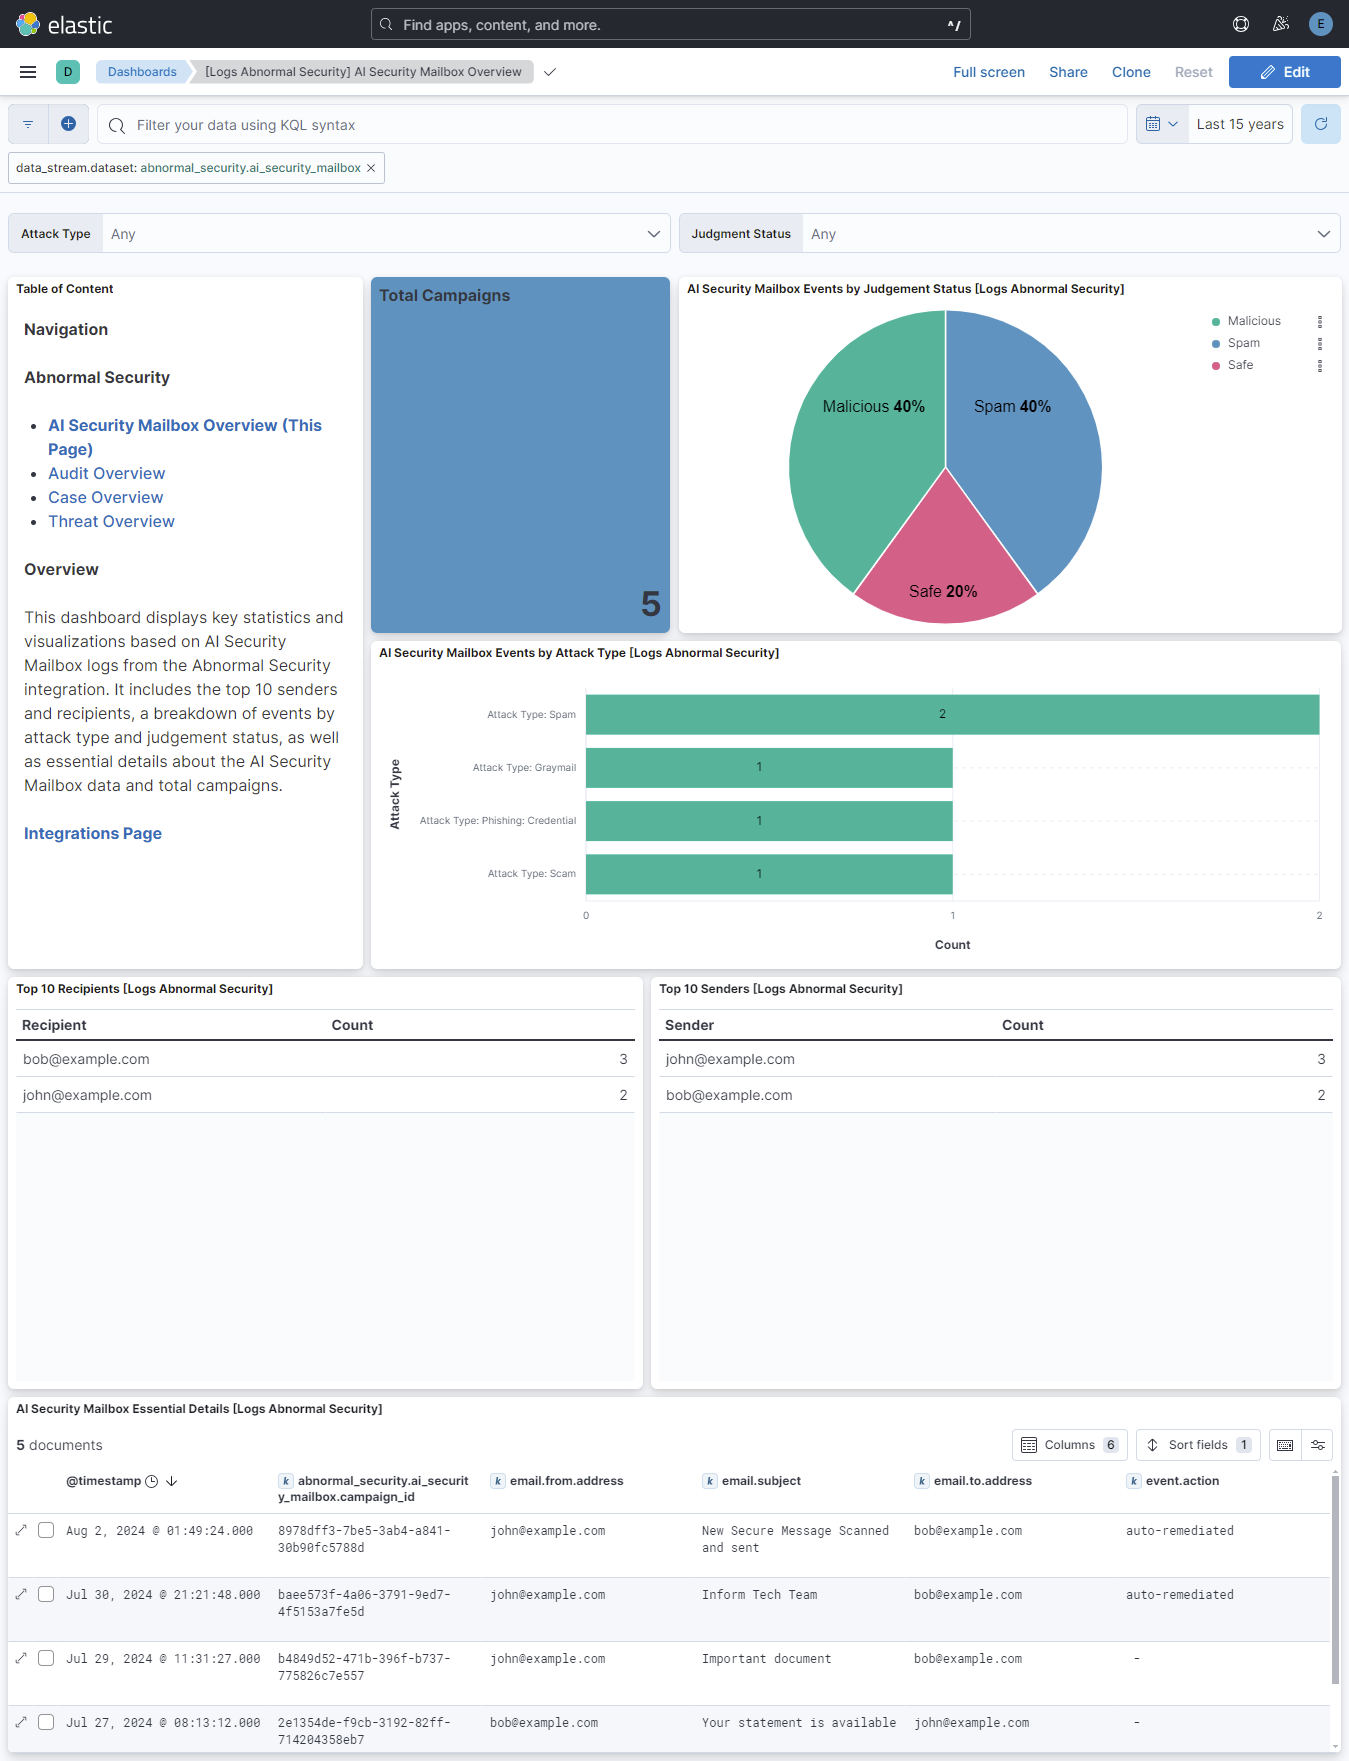 elastic
Find apps, content, and more.
^/
E
D
Dashboards
[Logs Abnormal Security] AI Security Mailbox Overview
Full screen
Share
Clone
Reset
Edit
Filter your data using KQL syntax
Last 15 years
data_stream.dataset: abnormal_security.ai_security_mailbox ×
Attack Type
Any
Judgment Status
Any
Table of Content
Navigation
Abnormal Security
• AI Security Mailbox Overview (This
Page)
• Audit Overview
• Case Overview
• Threat Overview
Overview
This dashboard displays key statistics and
visualizations based on AI Security
Mailbox logs from the Abnormal Security
integration. It includes the top 10 senders
and recipients, a breakdown of events by
attack type and judgement status, as well
as essential details about the AI Security
Mailbox data and total campaigns.
Integrations Page
Total Campaigns
5
AI Security Mailbox Events by Judgement Status [Logs Abnormal Security]
Malicious 40%
Spam 40%
Safe 20%
Malicious
Spam
Safe
AI Security Mailbox Events by Attack Type [Logs Abnormal Security]
Attack Type
Attack Type: Spam
2
Attack Type: Graymail
1
Attack Type: Phishing: Credential
1
Attack Type: Scam
1
0
1
2
Count
Top 10 Recipients [Logs Abnormal Security]
Recipient Count
bob@example.com 3
john@example.com 2
Top 10 Senders [Logs Abnormal Security]
Sender Count
john@example.com 3
bob@example.com 2
AI Security Mailbox Essential Details [Logs Abnormal Security]
5 documents
Columns 6
Sort fields 1
@timestamp
k abnormal_security.ai_securit
y_mailbox.campaign_id
k email.from.address
k email.subject
k email.to.address
k event.action
Aug 2, 2024 @ 01:49:24.000
8978dff3-7be5-3ab4-a841-
30b90fc5788d
john@example.com
New Secure Message Scanned
and sent
bob@example.com
auto-remediated
Jul 30, 2024 @ 21:21:48.000
baee573f-4a06-3791-9ed7-
4f5153a7fe5d
john@example.com
Inform Tech Team
bob@example.com
auto-remediated
Jul 29, 2024 @ 11:31:27.000
b4849d52-471b-396f-b737-
775826c7e557
john@example.com
Important document
bob@example.com
-
Jul 27, 2024 @ 08:13:12.000
2e1354de-f9cb-3192-82ff-
714204358eb7
bob@example.com
Your statement is available
john@example.com
-